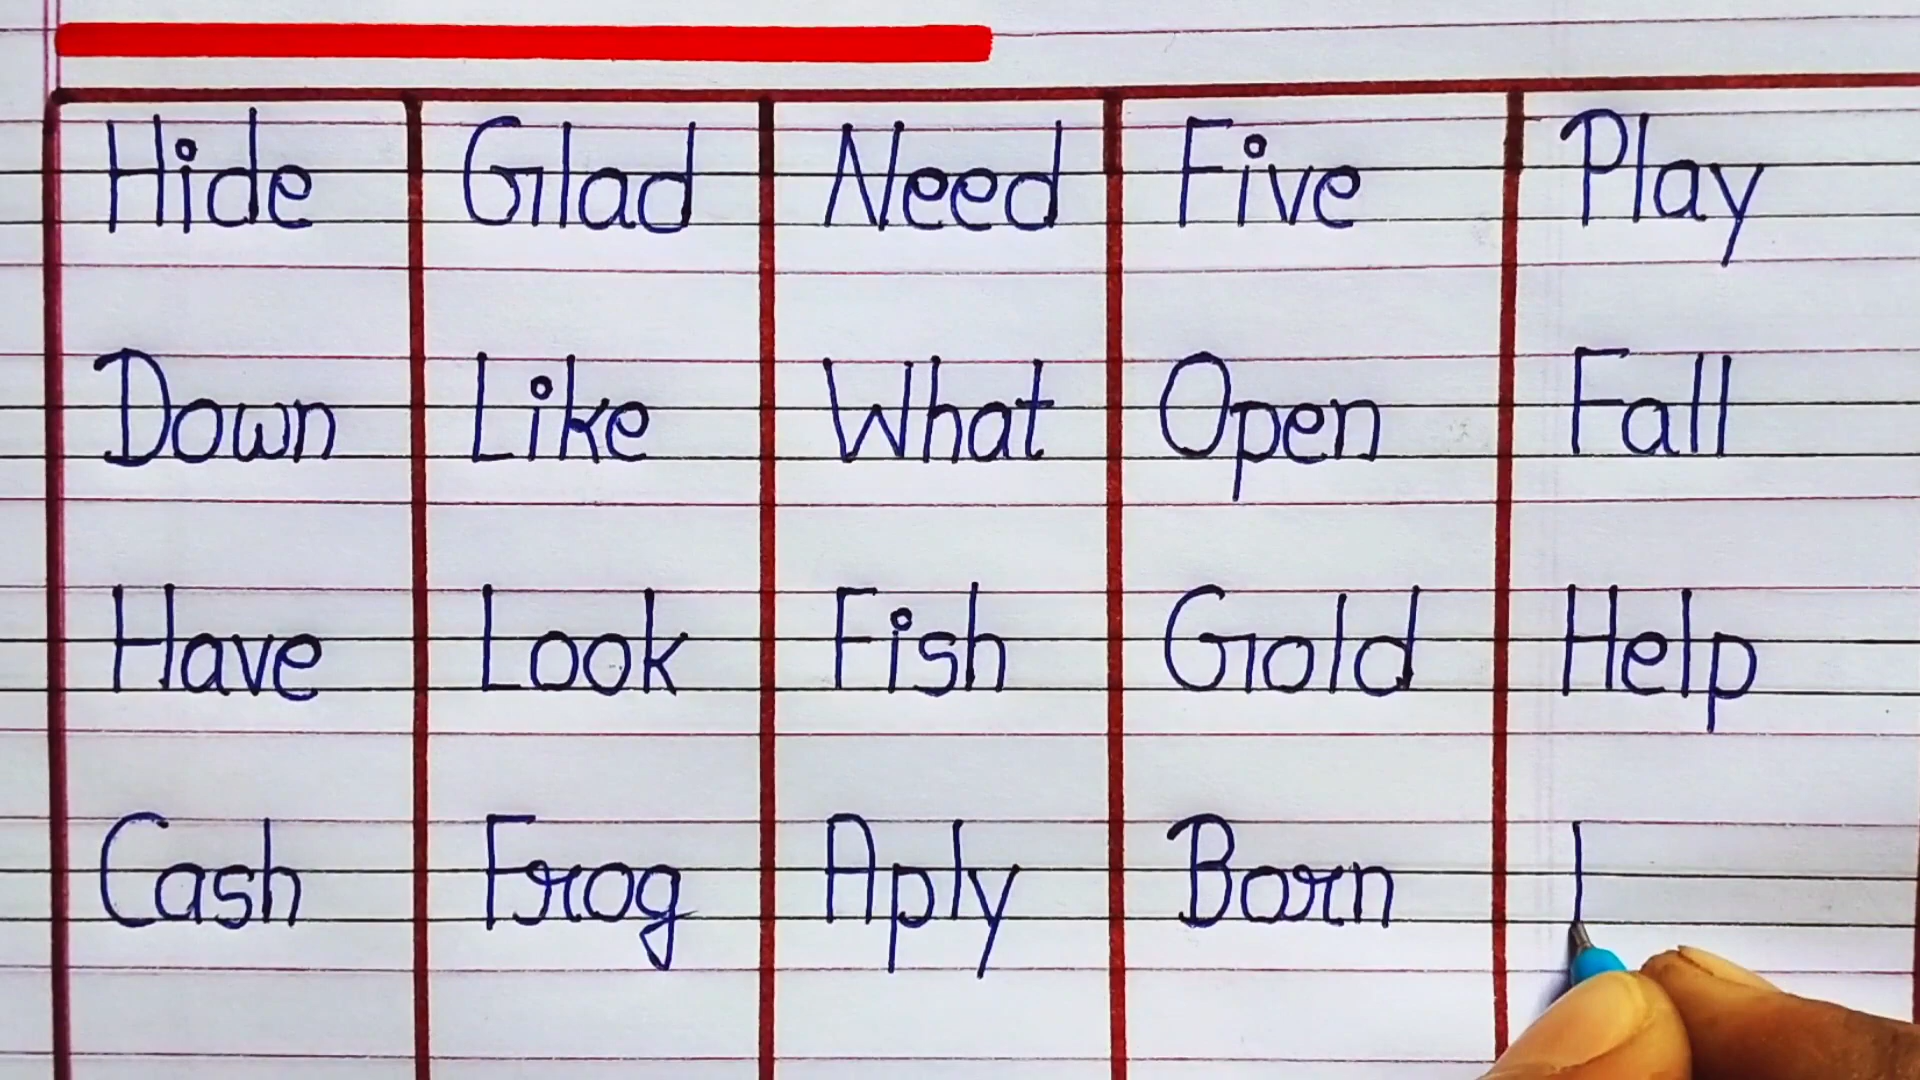 Hide Glad Need Five Play
Down Like What Open Fall
Have Look Fish Gold Help
Cash Frog Aply Born